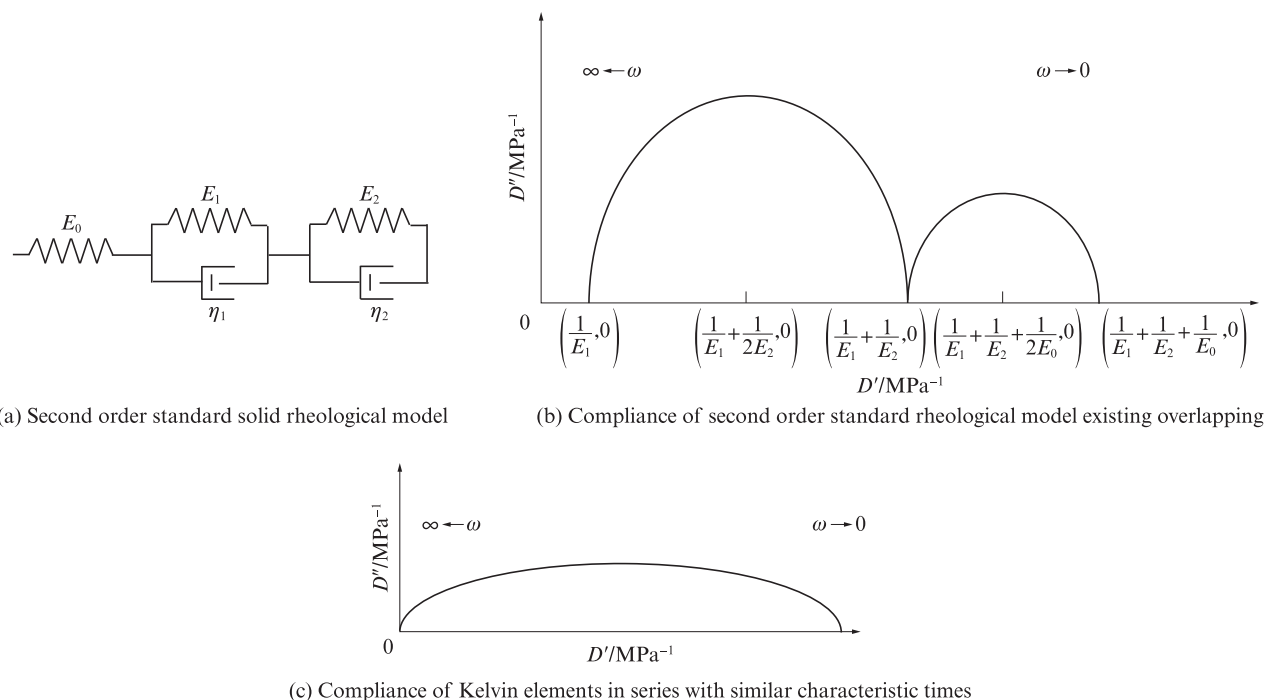 E₀
E₁
η₁
E₂
η₂
(a) Second order standard solid rheological model
D″/MPa⁻¹
∞ ← ω
ω → 0
0
(1/E₁,0)
(1/E₁+1/2E₂,0)
(1/E₁+1/E₂,0)
(1/E₁+1/E₂+1/2E₀,0)
(1/E₁+1/E₂+1/E₀,0)
D′/MPa⁻¹
(b) Compliance of second order standard rheological model existing overlapping
D″/MPa⁻¹
∞ ← ω
ω → 0
0
D′/MPa⁻¹
(c) Compliance of Kelvin elements in series with similar characteristic times